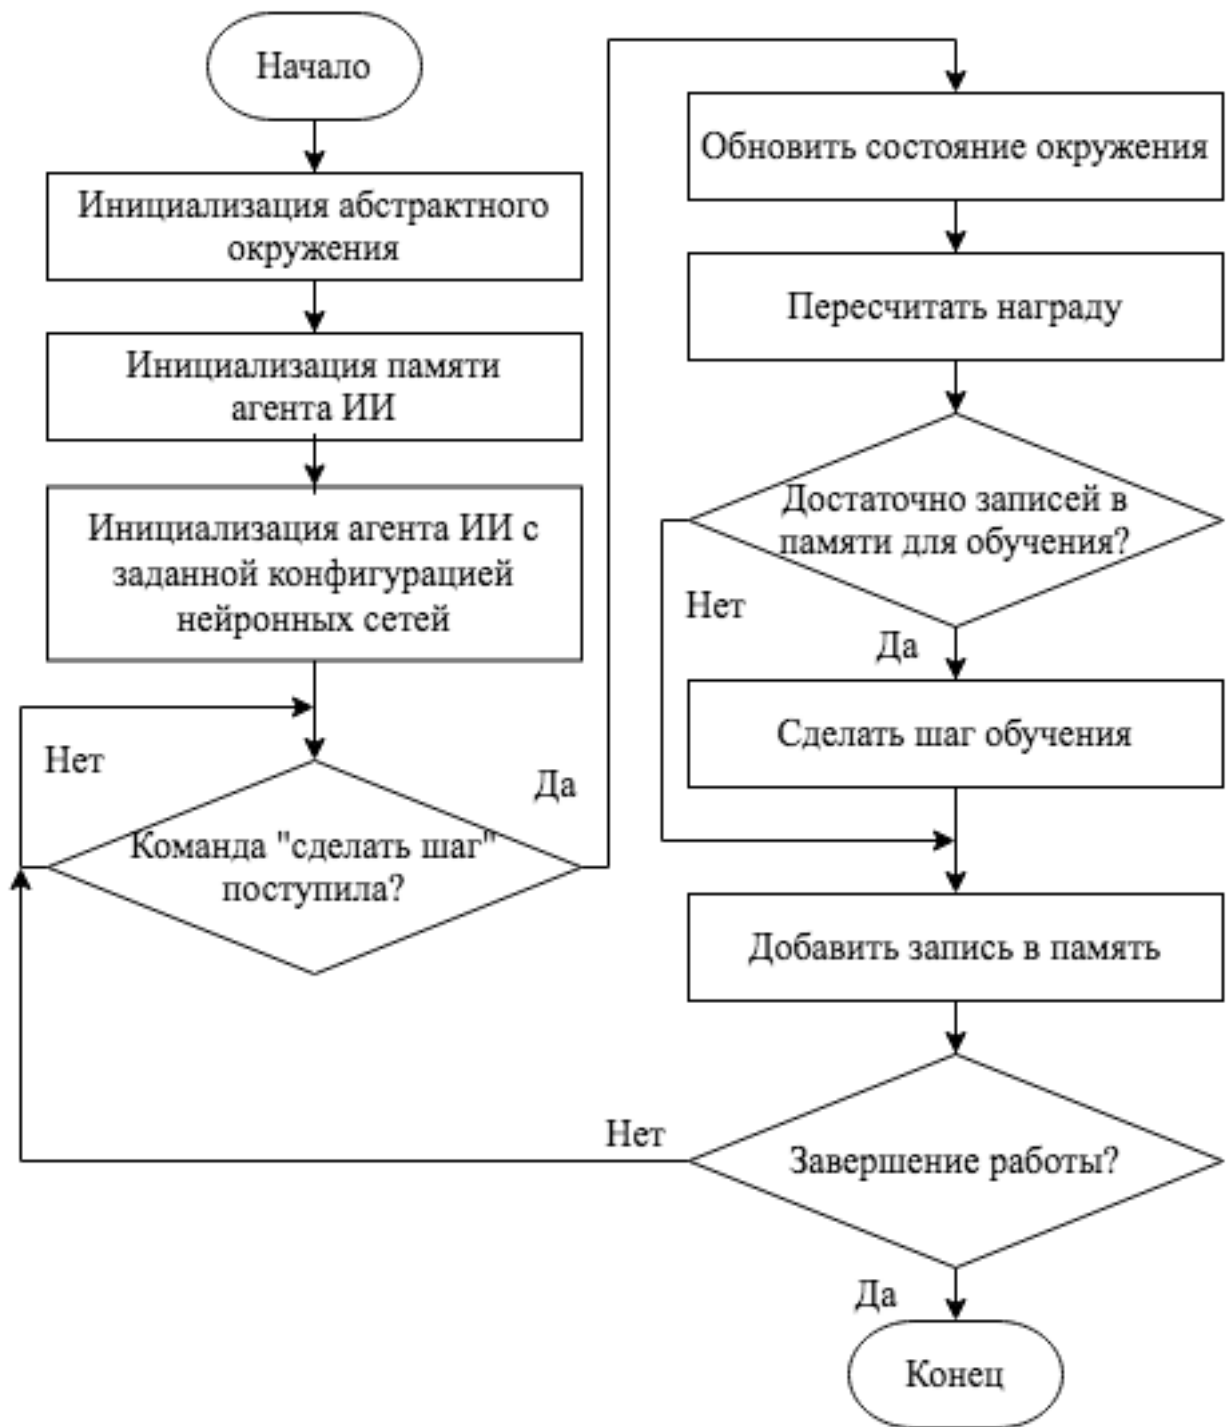 Начало
Инициализация абстрактного
окружения
Инициализация памяти
агента ИИ
Инициализация агента ИИ с
заданной конфигурацией
нейронных сетей
Нет
Да
Команда "сделать шаг"
поступила?
Обновить состояние окружения
Пересчитать награду
Достаточно записей в
памяти для обучения?
Нет
Да
Сделать шаг обучения
Добавить запись в память
Нет
Завершение работы?
Да
Конец